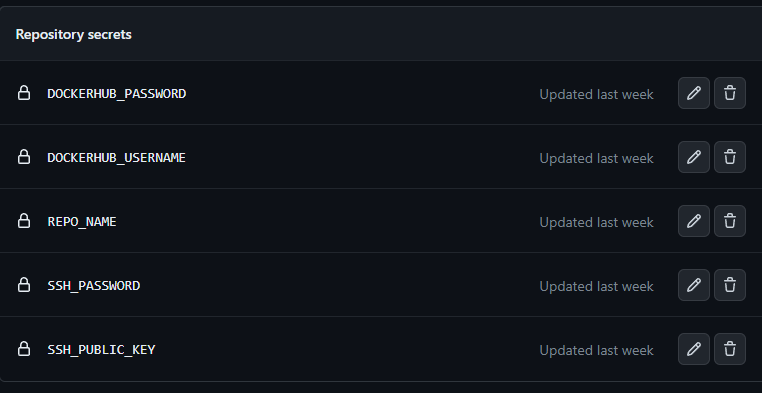 Repository secrets
DOCKERHUB_PASSWORD Updated last week
DOCKERHUB_USERNAME Updated last week
REPO_NAME Updated last week
SSH_PASSWORD Updated last week
SSH_PUBLIC_KEY Updated last week